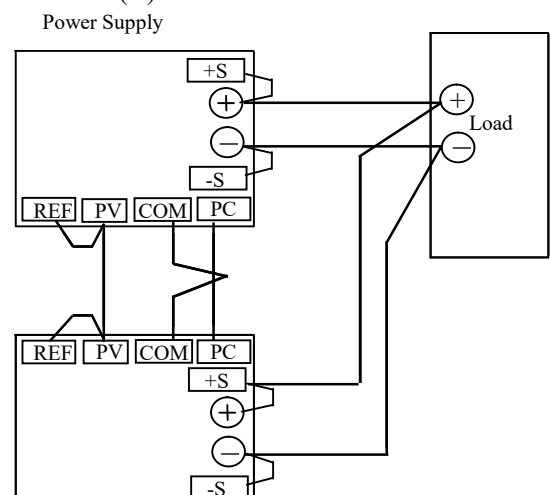 Power Supply
+S
+
Load
−
-S
REF PV COM PC
REF PV COM PC
+S
+
−
-S